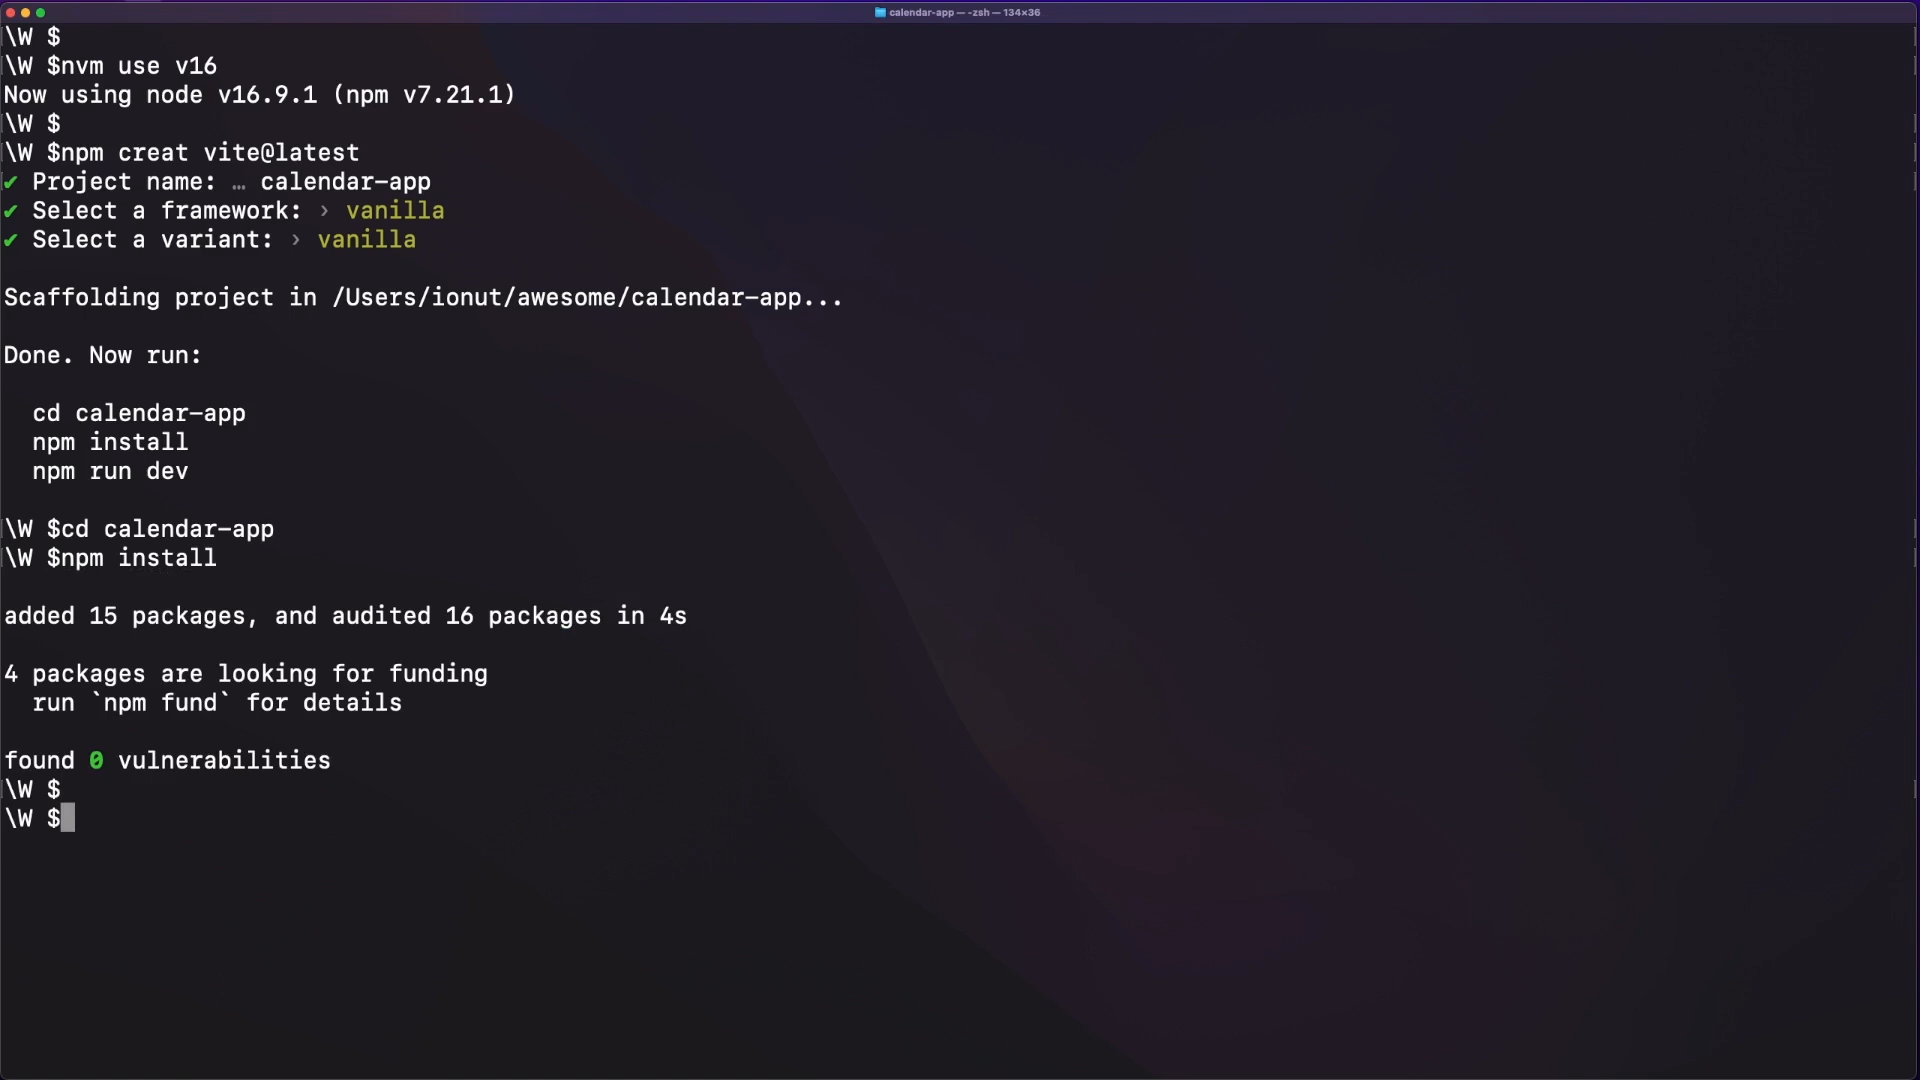 calendar-app — -zsh — 134×36
\W $
\W $nvm use v16
Now using node v16.9.1 (npm v7.21.1)
\W $
\W $npm creat vite@latest
✔ Project name: … calendar-app
✔ Select a framework: › vanilla
✔ Select a variant: › vanilla
Scaffolding project in /Users/ionut/awesome/calendar-app...
Done. Now run:
cd calendar-app
npm install
npm run dev
\W $cd calendar-app
\W $npm install
added 15 packages, and audited 16 packages in 4s
4 packages are looking for funding
run `npm fund` for details
found 0 vulnerabilities
\W $
\W $